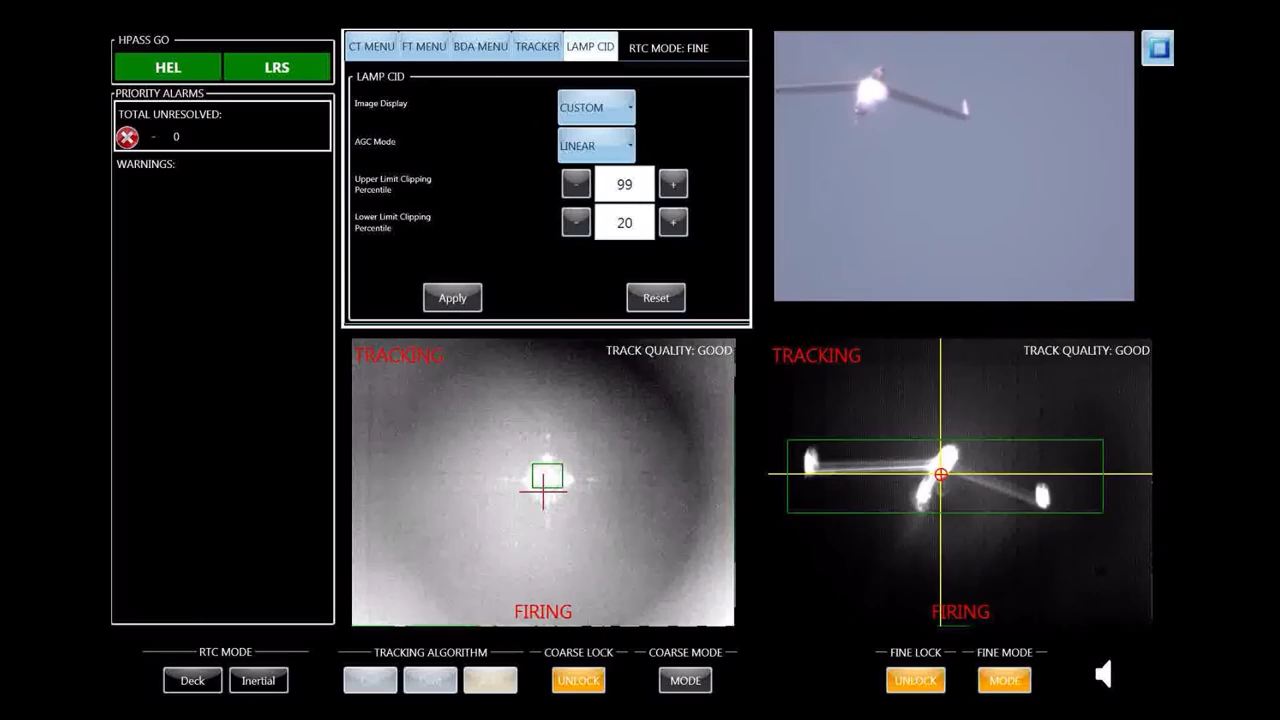 HPASS GO
HEL
LRS
PRIORITY ALARMS
TOTAL UNRESOLVED:
- 0
WARNINGS:
CT MENU
FT MENU
BDA MENU
TRACKER
LAMP CID
RTC MODE: FINE
LAMP CID
Image Display
CUSTOM
AGC Mode
LINEAR
Upper Limit Clipping
Percentile
-
99
+
Lower Limit Clipping
Percentile
-
20
+
Apply
Reset
TRACKING
TRACK QUALITY: GOOD
FIRING
TRACKING
TRACK QUALITY: GOOD
FIRING
RTC MODE
Deck
Inertial
TRACKING ALGORITHM
COARSE LOCK
UNLOCK
COARSE MODE
MODE
FINE LOCK
UNLOCK
FINE MODE
MODE